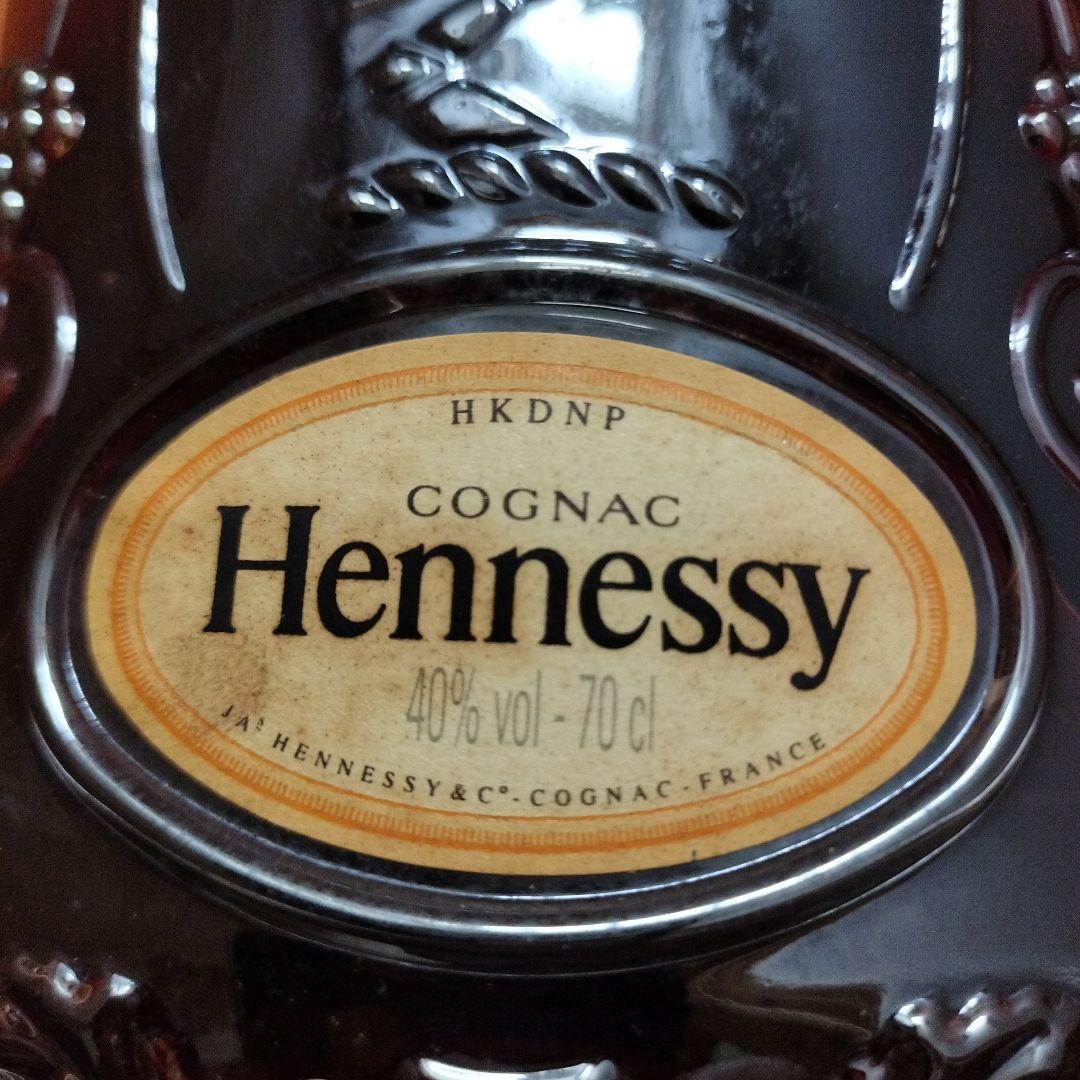 HKDNP
COGNAC
Hennessy
40% vol - 70 cl
JAS HENNESSY & Cº - COGNAC - FRANCE